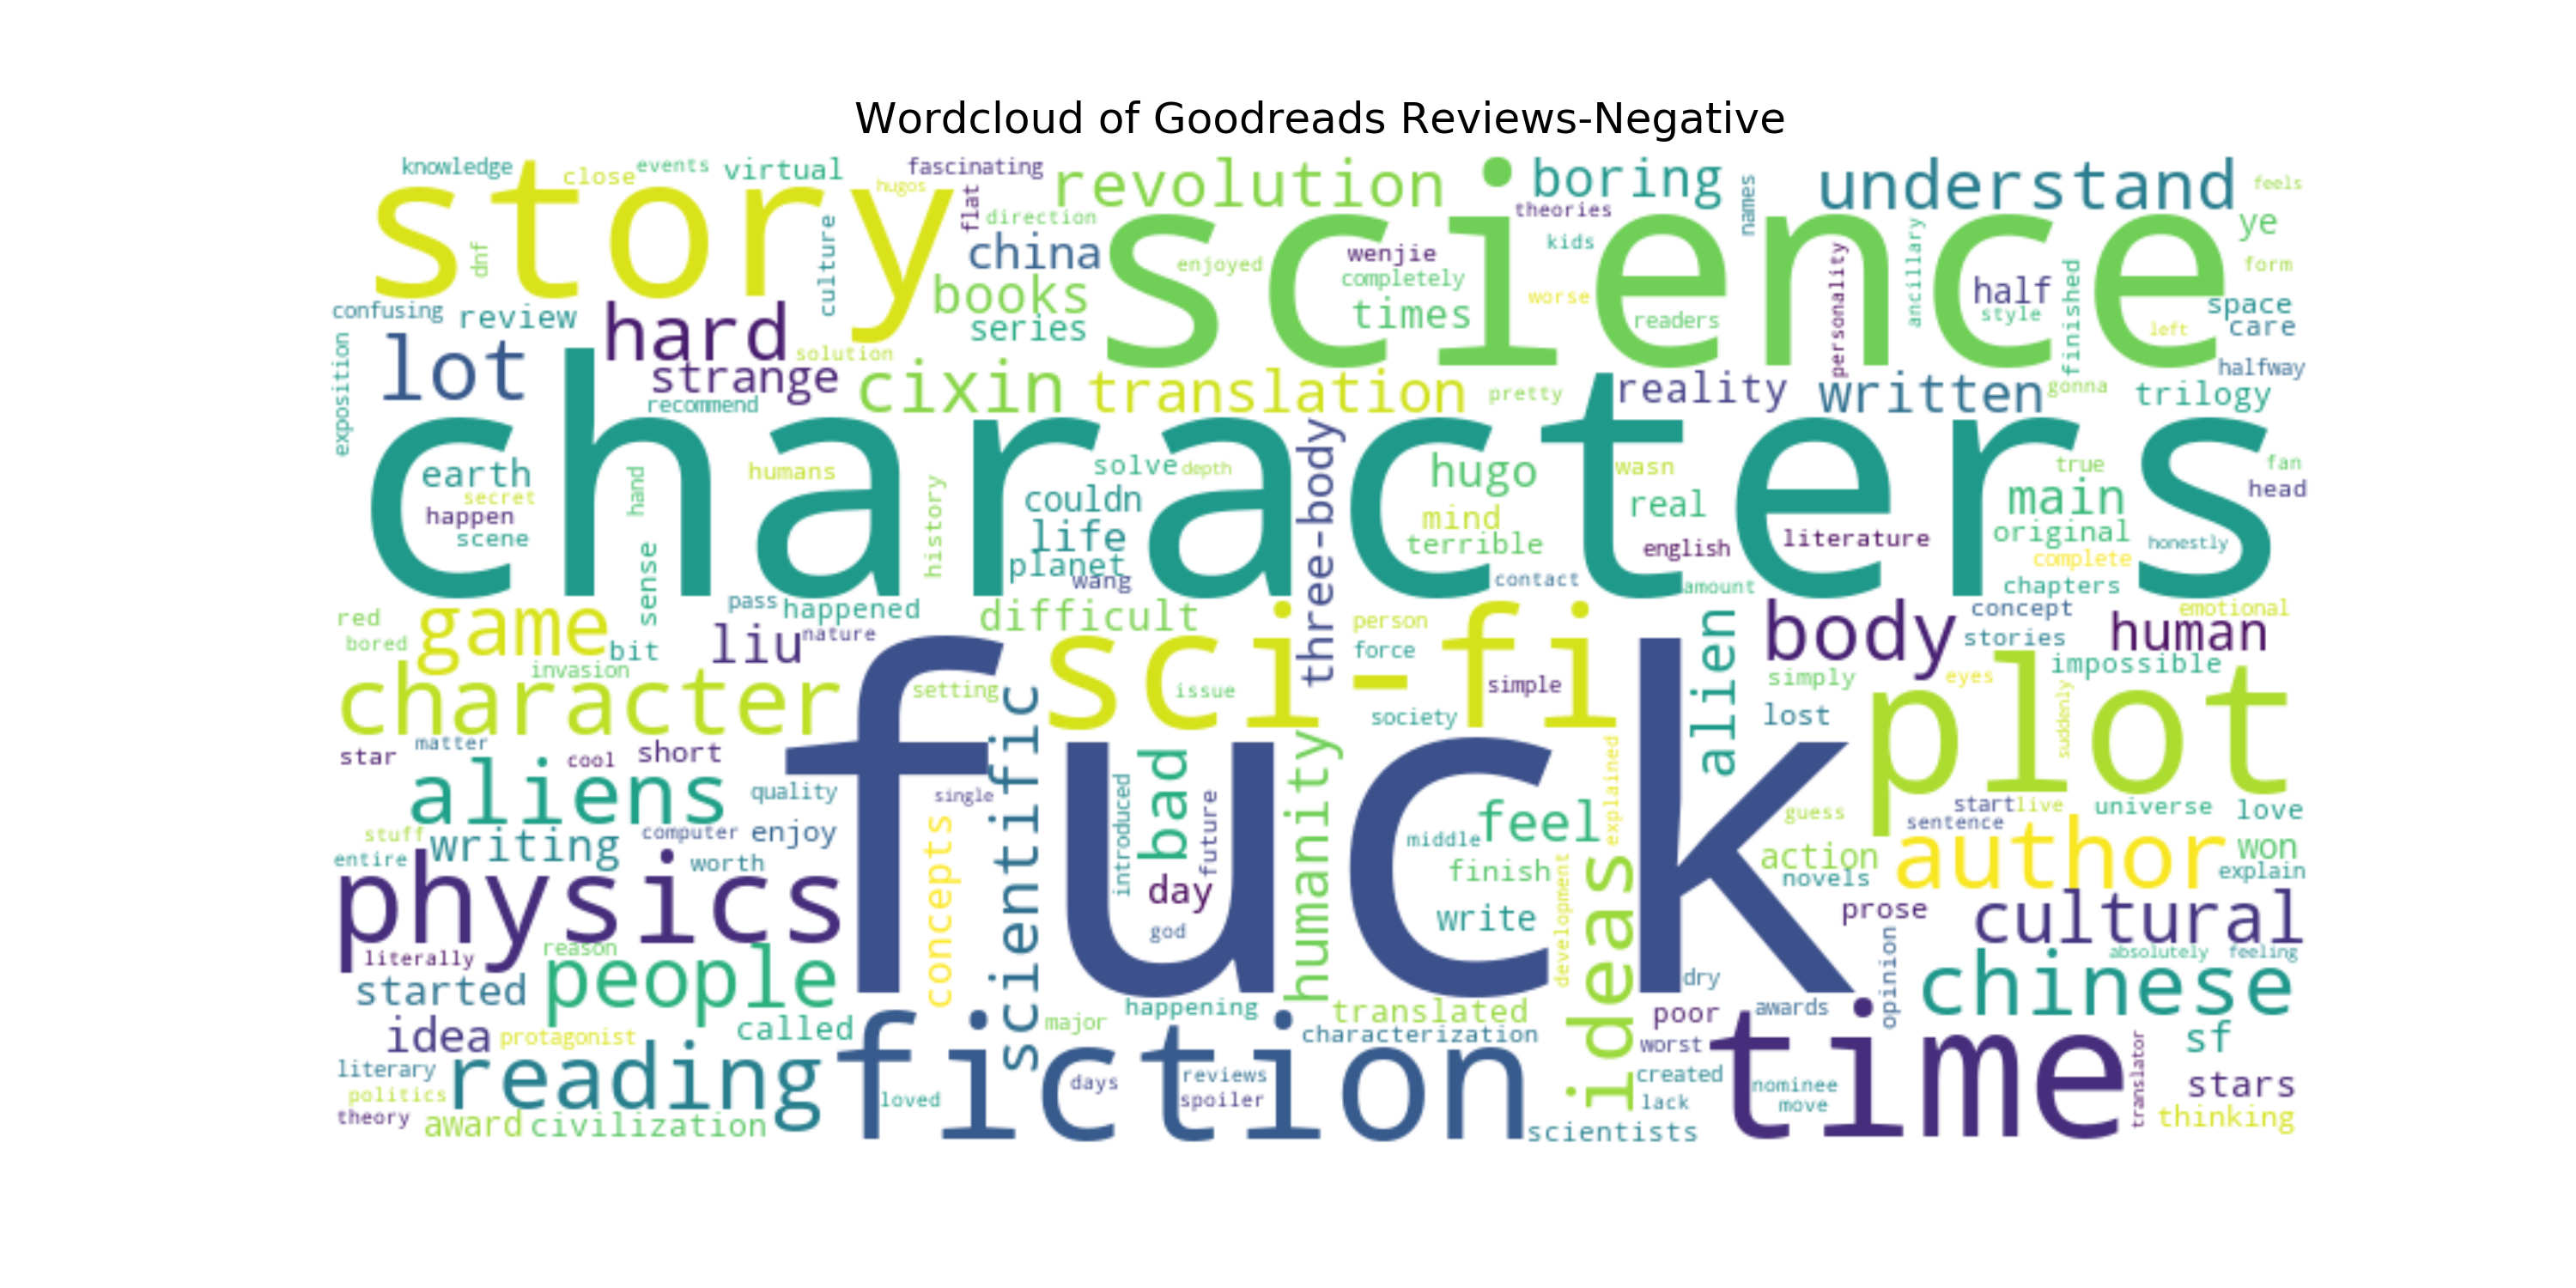 Wordcloud of Goodreads Reviews-Negative
knowledge
close
events
virtual
fascinating
hugos
story
dnf
culture
flat
direction
revolution
boring
theories
names
understand
feels
china
science
enjoyed
wenjie
completely
times
kids
worse
readers
personality
ancillary
half
style
finished
left
ye
form
space
care
halfway
books
series
confusing
review
hard
lot
strange
solution
recommend
exposition
cixin
translation
pretty
reality
written
gonna
trilogy
characters
earth
secret
happen
scene
hand
sense
humans
history
solve
depth
couldn
life
planet
wang
three-body
hugo
mind
terrible
contact
wasn
real
english
amount
literature
true
main
original
complete
chapters
fan
head
honestly
red
bored
game
bit
invasion
pass
happened
liu
nature
difficult
sci-fi
person
force
simple
issue
society
setting
alien
body
concept
stories
emotional
human
impossible
simply
eyes
lost
suddenly
plot
character
star
matter
cool
short
aliens
quality
single
fuck
scientific
introduced
bad
future
day
god
humanity
middle
feel
explained
finish
write
development
ideas
guess
start
live
sentence
universe
love
action
novels
author
won
explain
stuff
writing
computer
enjoy
entire
worth
physics
concepts
prose
cultural
opinion
absolutely
feeling
literally
reason
started
people
dry
chinese
idea
protagonist
called
major
happening
translated
characterization
poor
awards
worst
time
sf
literary
politics
theory
reading
award
civilization
fiction
loved
days
reviews
spoiler
created
lack
scientists
nominee
move
translator
stars
thinking